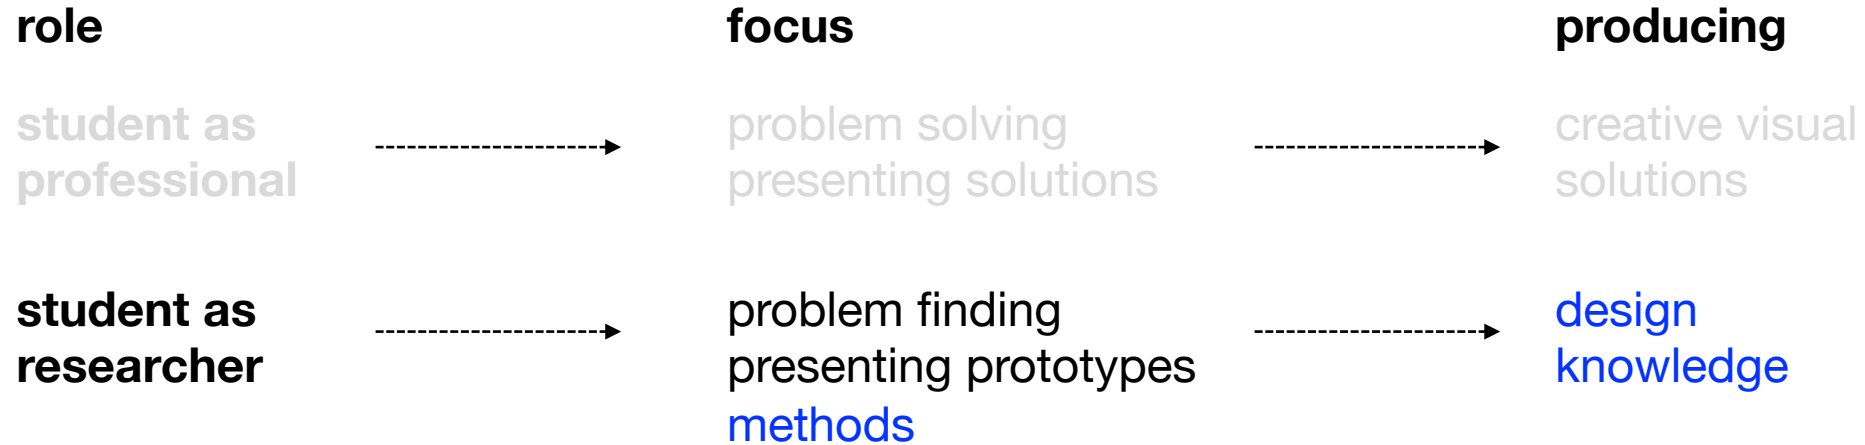 role focus producing
student as professional
problem solving
presenting solutions
creative visual solutions
student as researcher
problem finding
presenting prototypes
methods
design knowledge